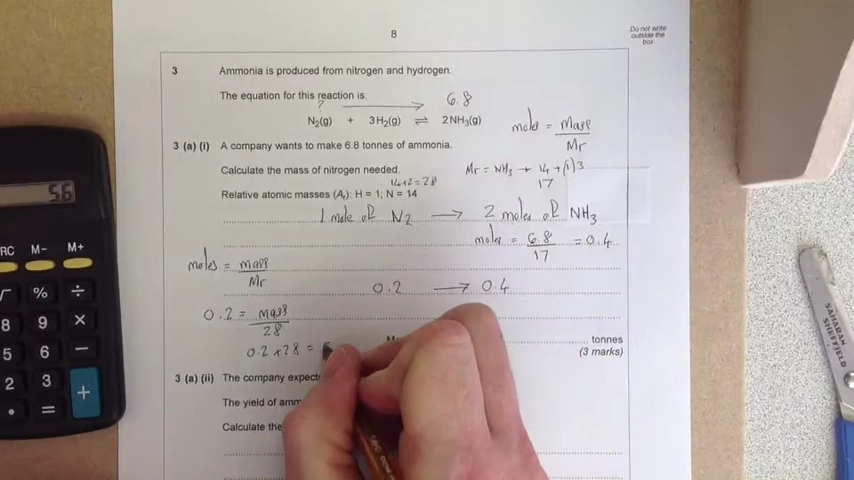 8
Do not write
outside the
box
3 Ammonia is produced from nitrogen and hydrogen.
The equation for this reaction is:
? → 6.8
N₂(g) + 3H₂(g) ⇌ 2NH₃(g)
moles = Mass
Mr
3 (a) (i) A company wants to make 6.8 tonnes of ammonia.
Calculate the mass of nitrogen needed.
Mr = NH₃ → 14 + (1)3
17
14×2=28
Relative atomic masses (Aᵣ): H = 1; N = 14
1 mole of N₂ → 2 moles of NH₃
moles = 6.8 = 0.4
17
moles = mass
Mr
0.2 → 0.4
0.2 = mass
28
0.2 × 28 =
tonnes
(3 marks)
3 (a) (ii) The company
The yield of
Calculate the
56
RC M− M+
√ % ÷
8 9 ×
5 6 −
2 3 +
• =
SAHARAN
SHEFFIELD.